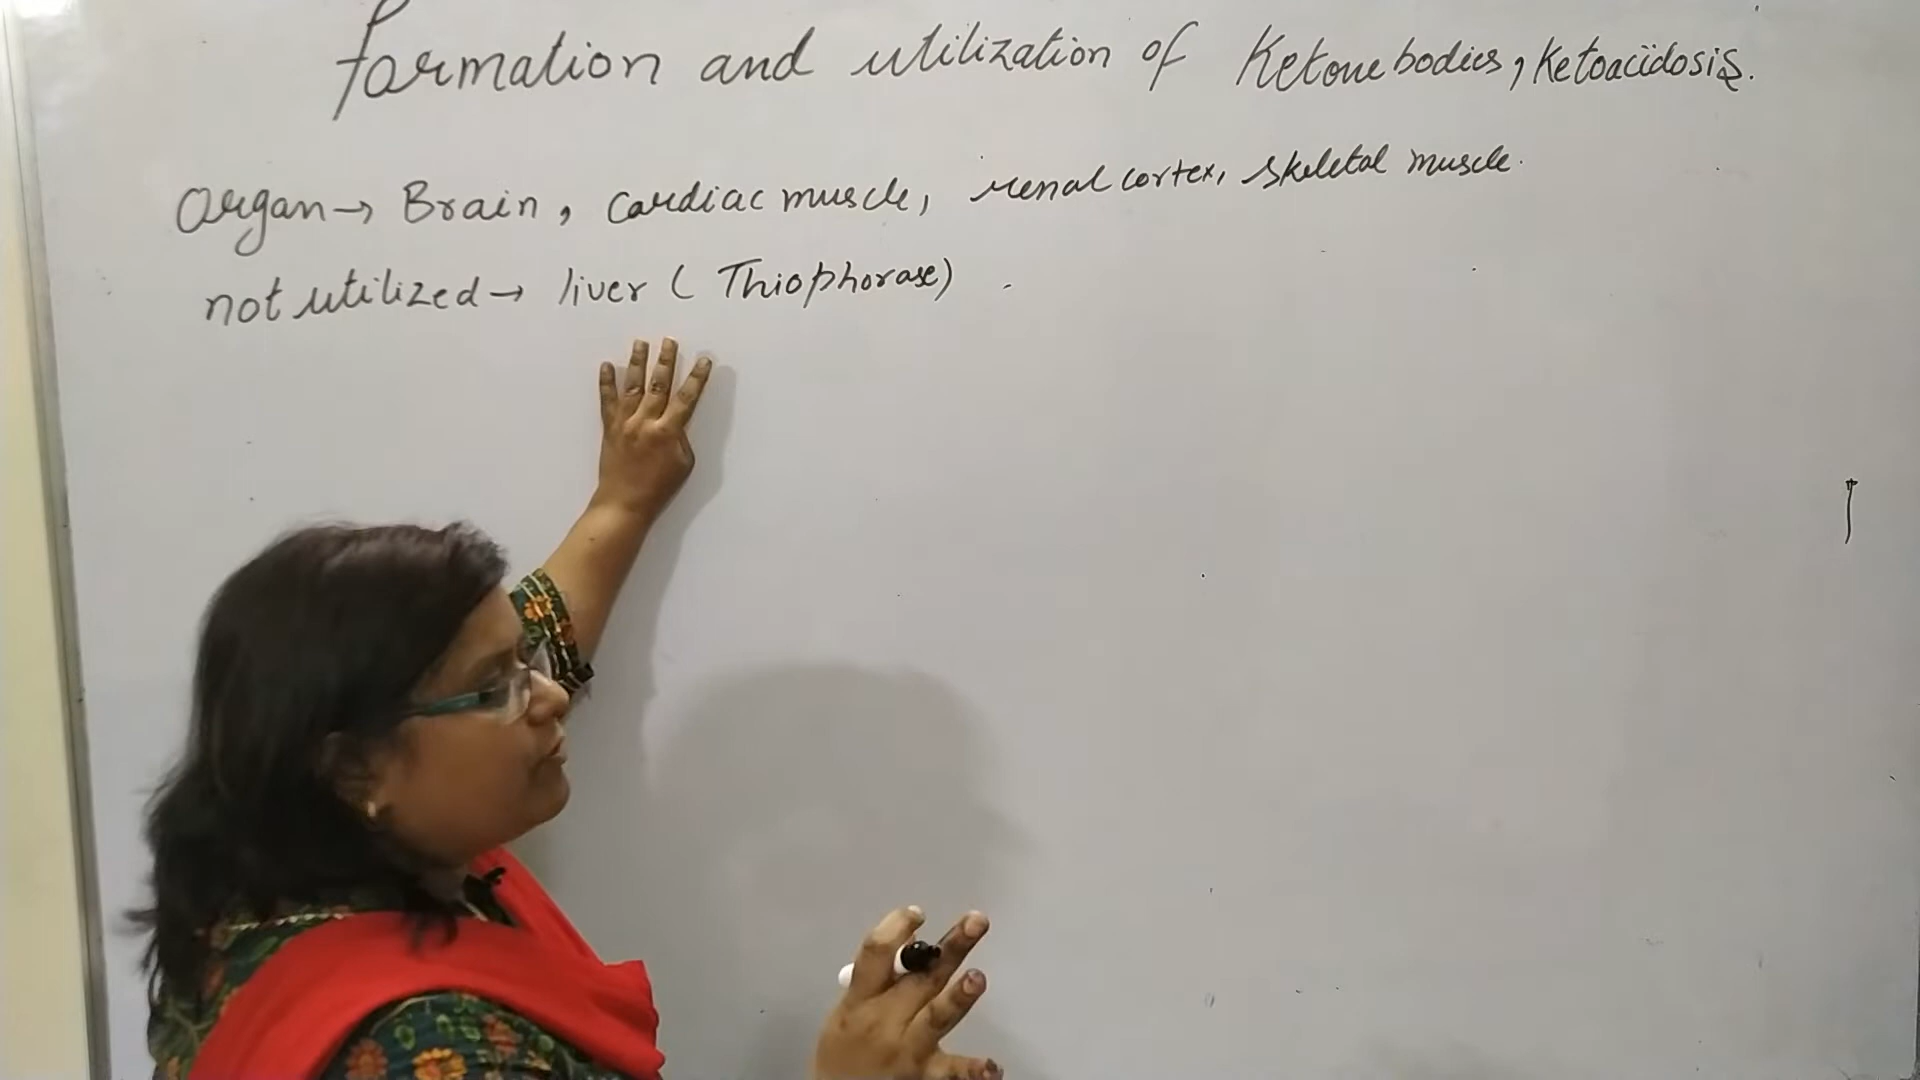 Formation and utilization of Ketone bodies, Ketoacidosis.
Organ → Brain, cardiac muscle, renal cortex, skeletal muscle.
not utilized → liver ( Thiophorase)